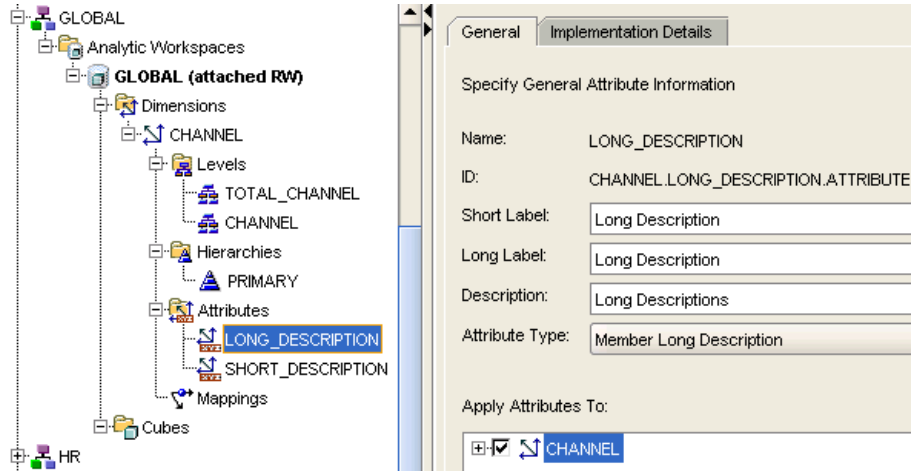 GLOBAL
Analytic Workspaces
GLOBAL (attached RW)
Dimensions
CHANNEL
Levels
TOTAL_CHANNEL
CHANNEL
Hierarchies
PRIMARY
Attributes
LONG_DESCRIPTION
SHORT_DESCRIPTION
Mappings
Cubes
HR
General
Implementation Details
Specify General Attribute Information
Name: LONG_DESCRIPTION
ID: CHANNEL.LONG_DESCRIPTION.ATTRIBUTE
Short Label: Long Description
Long Label: Long Description
Description: Long Descriptions
Attribute Type: Member Long Description
Apply Attributes To:
CHANNEL